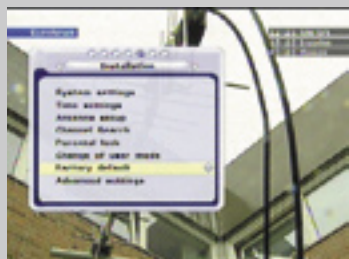 Installation
System settings
Time settings
Antenna setup
Channel Search
Parental lock
Change of user mode
Factory default
Advanced settings